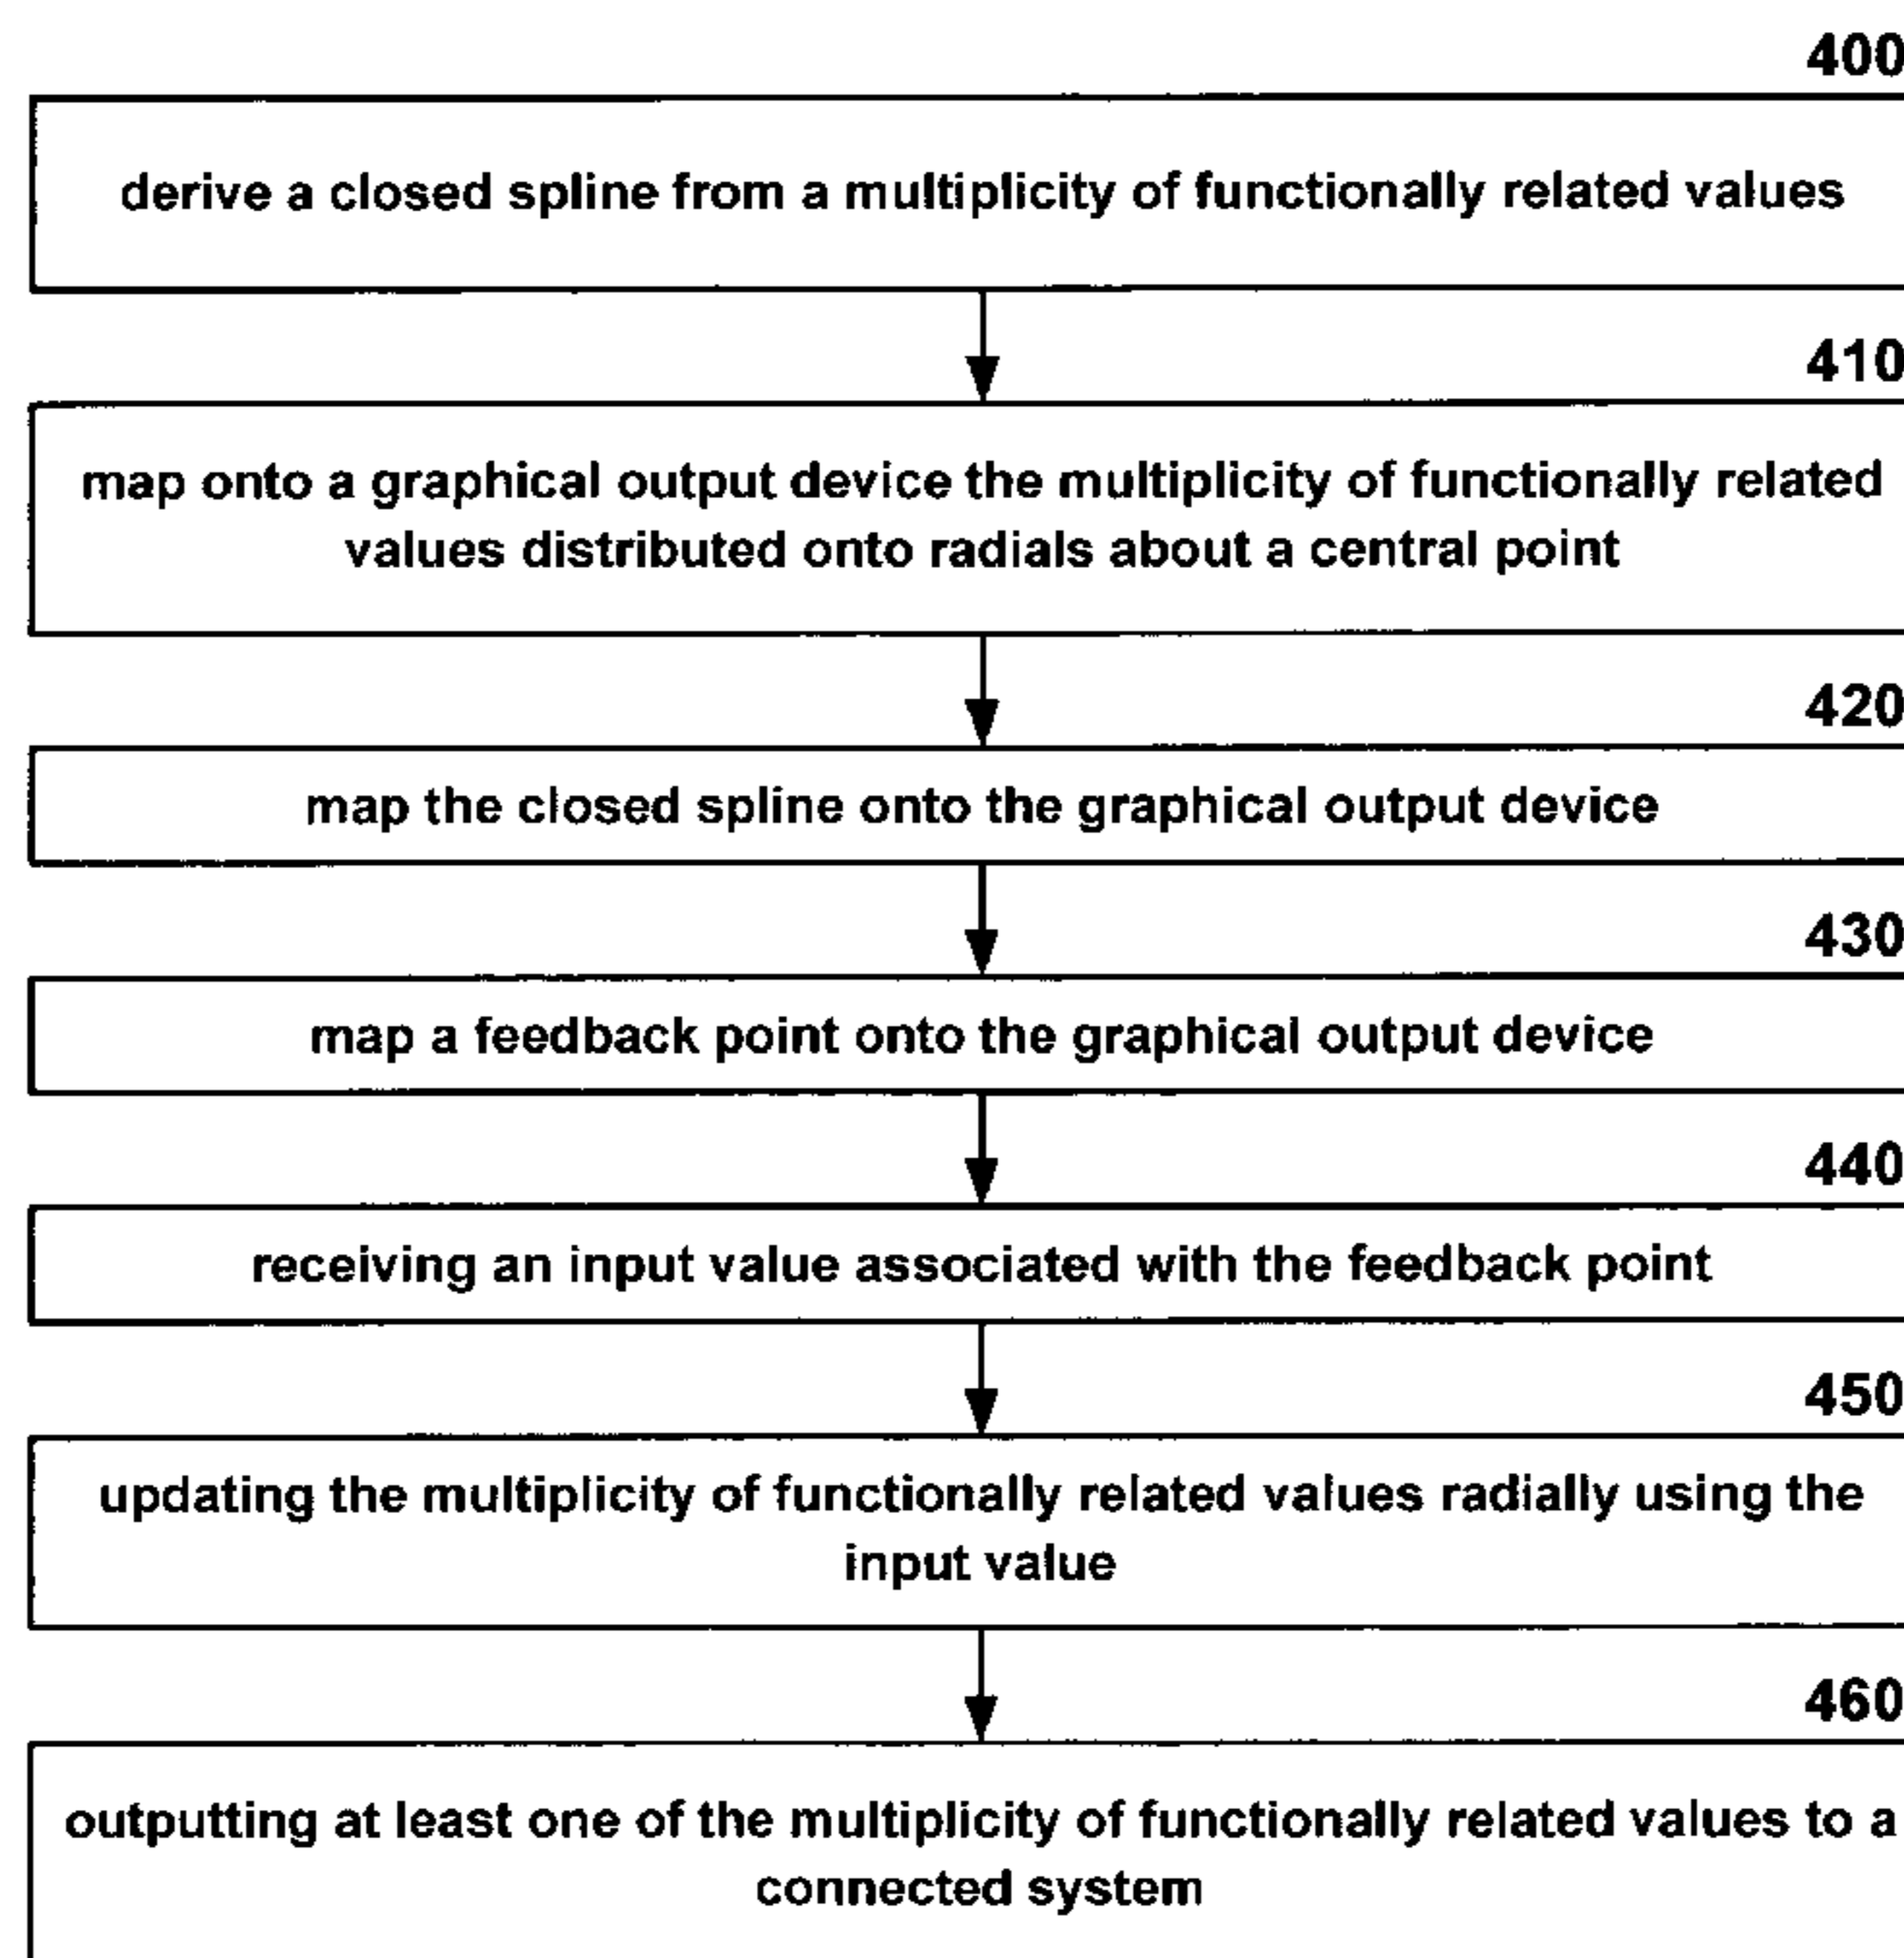 400
derive a closed spline from a multiplicity of functionally related values
410
map onto a graphical output device the multiplicity of functionally related
values distributed onto radials about a central point
420
map the closed spline onto the graphical output device
430
map a feedback point onto the graphical output device
440
receiving an input value associated with the feedback point
450
updating the multiplicity of functionally related values radially using the
input value
460
outputting at least one of the multiplicity of functionally related values to a
connected system